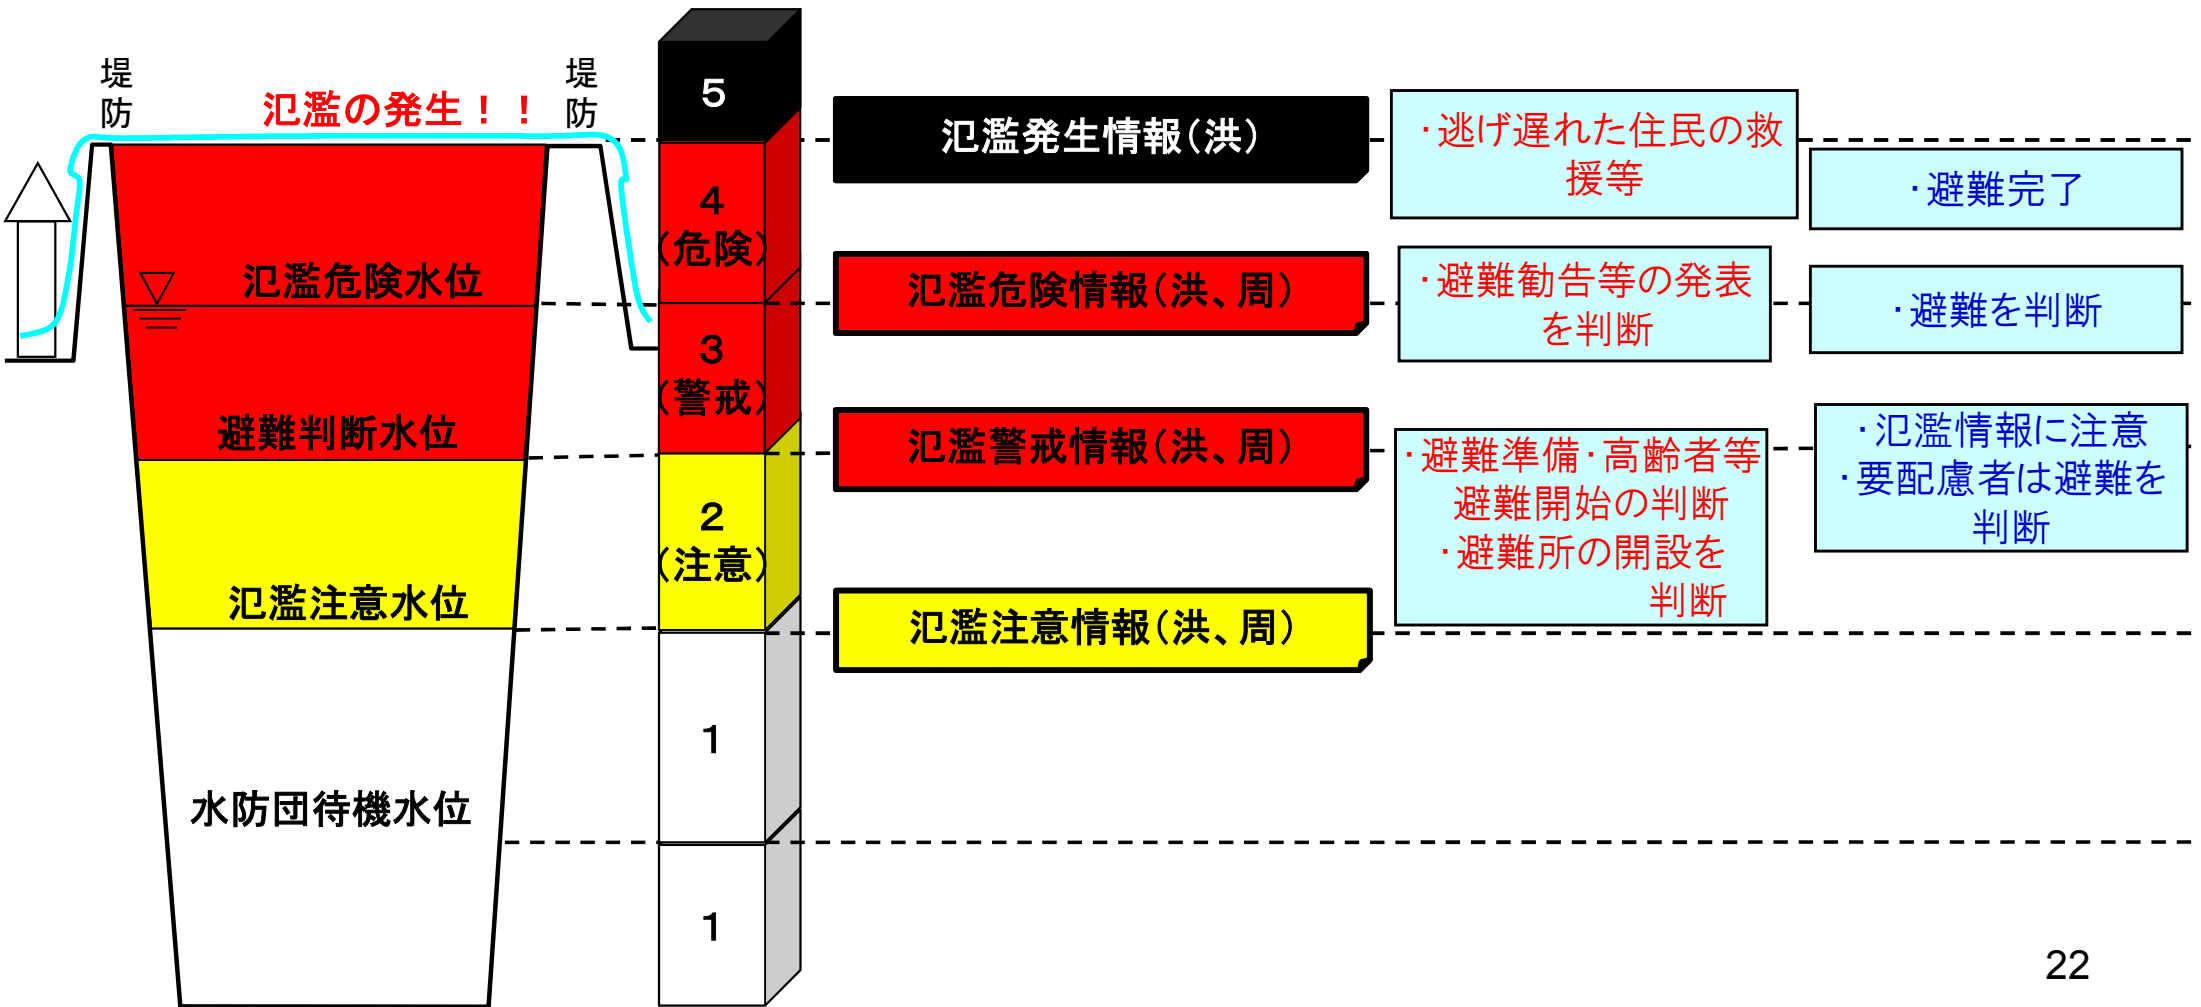 堤防
氾濫の発生！！
堤防
氾濫危険水位
避難判断水位
氾濫注意水位
水防団待機水位
5
4
(危険)
3
(警戒)
2
(注意)
1
1
氾濫発生情報(洪)
氾濫危険情報(洪、周)
氾濫警戒情報(洪、周)
氾濫注意情報(洪、周)
・逃げ遅れた住民の救
援等
・避難勧告等の発表
を判断
・避難準備・高齢者等
避難開始の判断
・避難所の開設を
判断
・避難完了
・避難を判断
・氾濫情報に注意
・要配慮者は避難を
判断
22